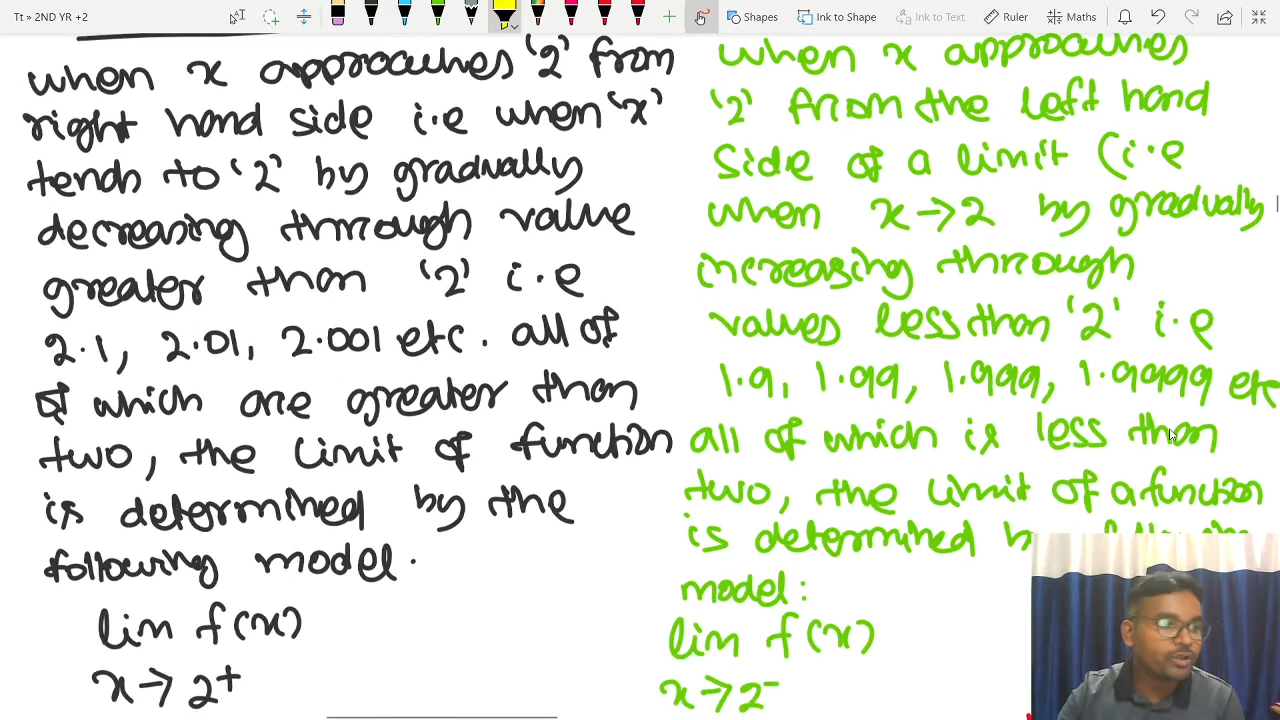 Tt » 2ND YR +2
Shapes
Ink to Shape
Ink to Text
Ruler
Maths
when x approaches '2' from
right hand side i.e when 'x'
tends to '2' by gradually
decreasing through value
greater than '2' i.e
2.1, 2.01, 2.001 etc. all of
which are greater than
two, the limit of function
is determined by the
following model.
lim f(x)
x → 2+
when x approaches
'2' from the left hand
side of a limit (i.e
when x → 2 by gradually
increasing through
values less than '2' i.e
1.9, 1.99, 1.999, 1.9999 etc
all of which is less than
two, the limit of a function
is determined
model:
lim f(x)
x → 2-